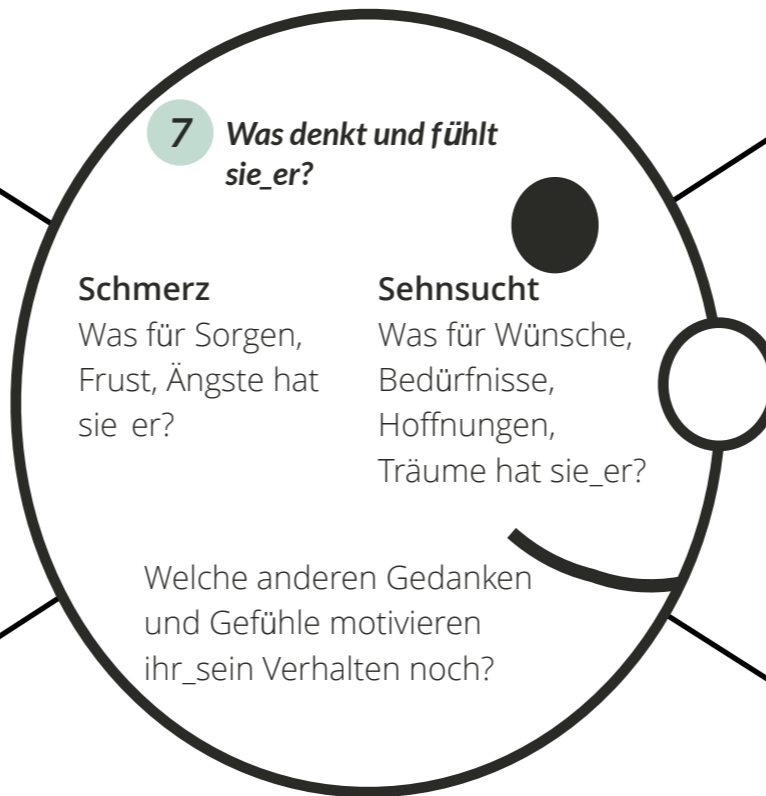 7 Was denkt und fühlt
sie_er?
Schmerz
Was für Sorgen,
Frust, Ängste hat
sie er?
Sehnsucht
Was für Wünsche,
Bedürfnisse,
Hoffnungen,
Träume hat sie_er?
Welche anderen Gedanken
und Gefühle motivieren
ihr_sein Verhalten noch?